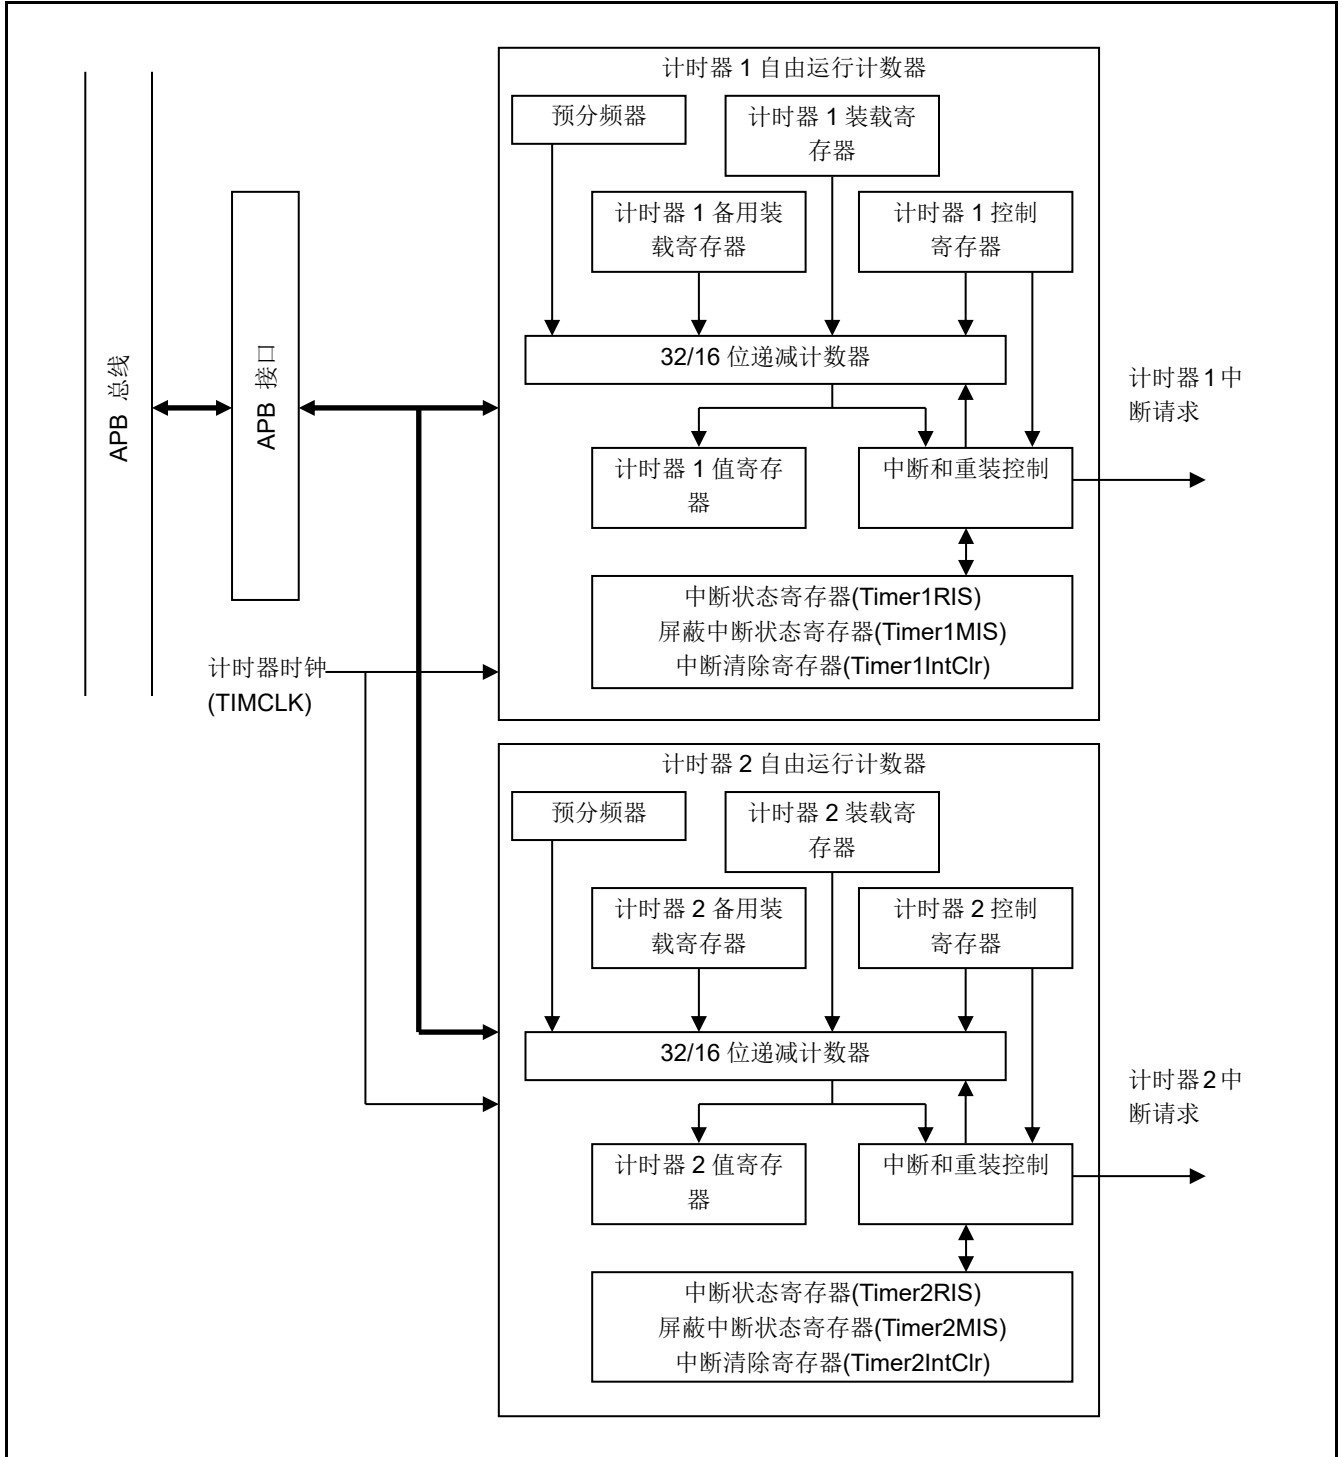 计时器 1 自由运行计数器
预分频器
计时器 1 装载寄
存器
计时器 1 备用装
载寄存器
计时器 1 控制
寄存器
32/16 位递减计数器
APB 总线
APB 接口
计时器 1 中
断请求
计时器 1 值寄存
器
中断和重装控制
中断状态寄存器(Timer1RIS)
屏蔽中断状态寄存器(Timer1MIS)
中断清除寄存器(Timer1IntClr)
计时器时钟
(TIMCLK)
计时器 2 自由运行计数器
预分频器
计时器 2 装载寄
存器
计时器 2 备用装
载寄存器
计时器 2 控制
寄存器
32/16 位递减计数器
计时器 2 中
断请求
计时器 2 值寄存
器
中断和重装控制
中断状态寄存器(Timer2RIS)
屏蔽中断状态寄存器(Timer2MIS)
中断清除寄存器(Timer2IntClr)